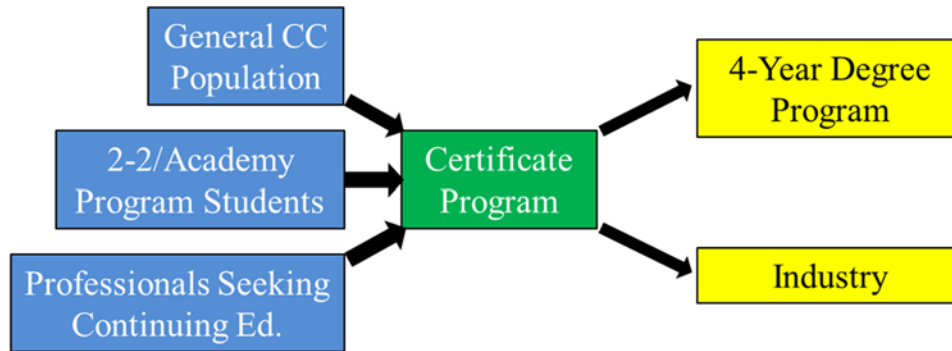 General CC
Population
2-2/Academy
Program Students
Professionals Seeking
Continuing Ed.
Certificate
Program
4-Year Degree
Program
Industry